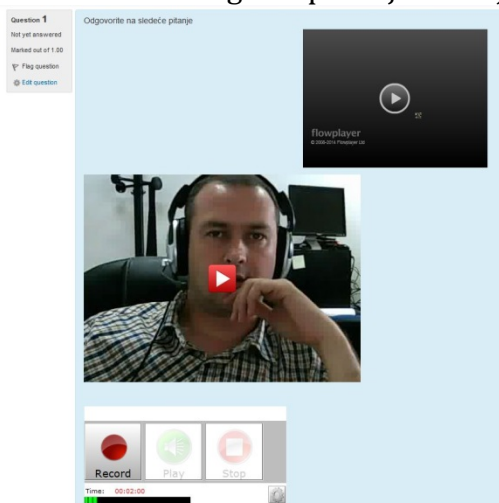 Question 1
Not yet answered
Marked out of 1.00
Flag question
Edit question
Odgovorite na sledeće pitanje
flowplayer
Record
Play
Stop
Time: 00:02:00